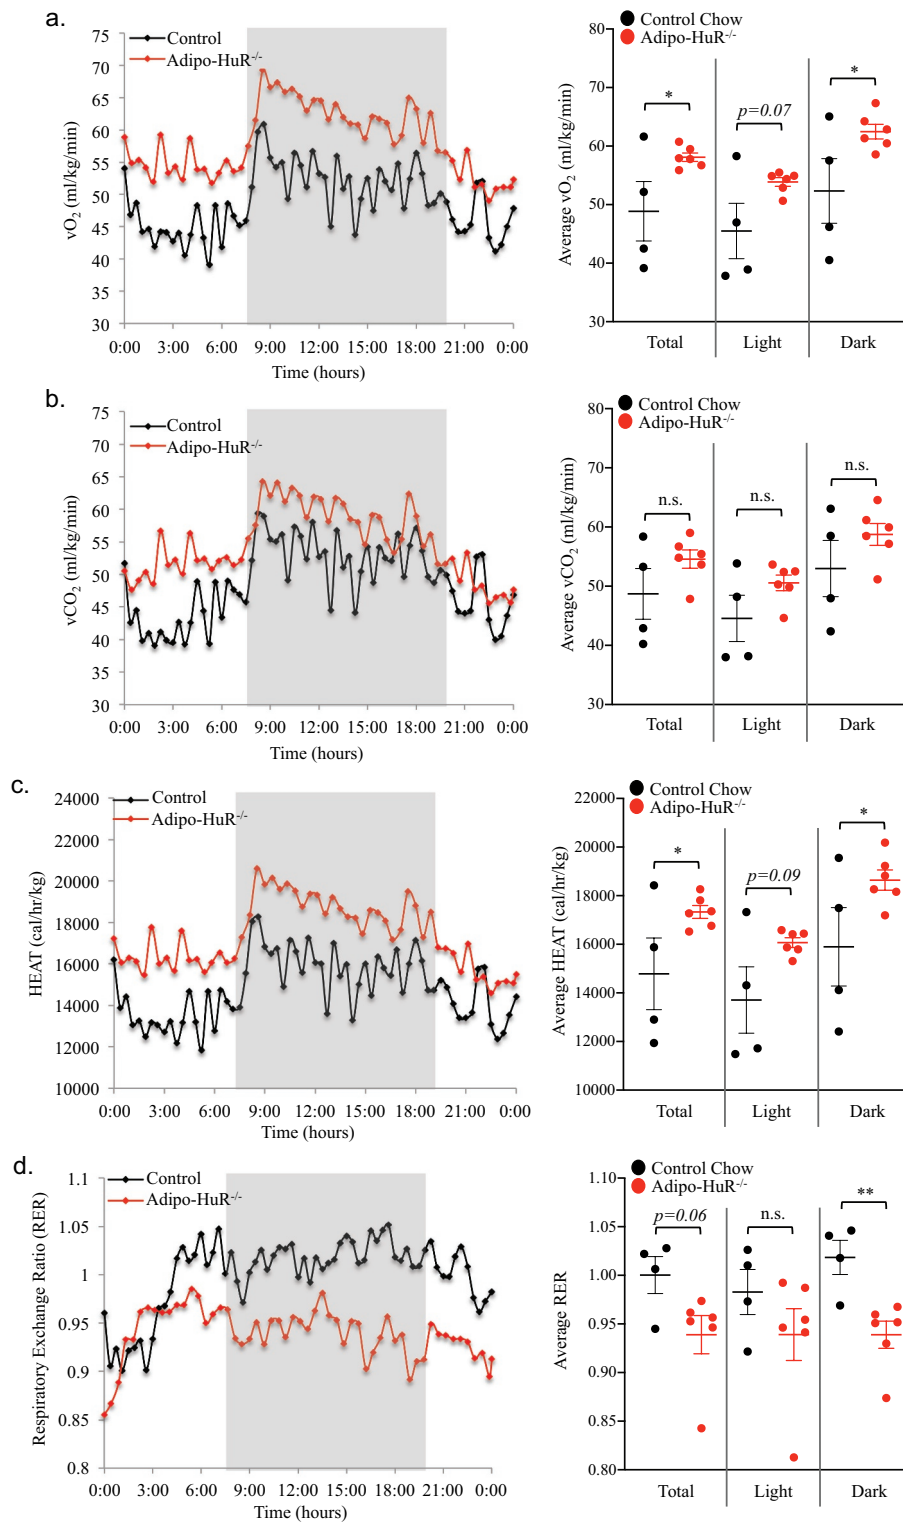 a.
Control
Adipo-HuR-/-
vO2 (ml/kg/min)
75
70
65
60
55
50
45
40
35
30
0:00 3:00 6:00 9:00 12:00 15:00 18:00 21:00 0:00
Time (hours)
Control Chow
Adipo-HuR-/-
Average vO2 (ml/kg/min)
80
70
60
50
40
30
*
p=0.07
*
Total Light Dark
b.
Control
Adipo-HuR-/-
vCO2 (ml/kg/min)
75
70
65
60
55
50
45
40
35
30
0:00 3:00 6:00 9:00 12:00 15:00 18:00 21:00 0:00
Time (hours)
Control Chow
Adipo-HuR-/-
Average vCO2 (ml/kg/min)
80
70
60
50
40
30
n.s.
n.s.
n.s.
Total Light Dark
c.
Control
Adipo-HuR-/-
HEAT (cal/hr/kg)
24000
22000
20000
18000
16000
14000
12000
10000
0:00 3:00 6:00 9:00 12:00 15:00 18:00 21:00 0:00
Time (hours)
Control Chow
Adipo-HuR-/-
Average HEAT (cal/hr/kg)
22000
20000
18000
16000
14000
12000
10000
*
p=0.09
*
Total Light Dark
d.
Control
Adipo-HuR-/-
Respiratory Exchange Ratio (RER)
1.1
1.05
1
0.95
0.9
0.85
0.8
0:00 3:00 6:00 9:00 12:00 15:00 18:00 21:00 0:00
Time (hours)
Control Chow
Adipo-HuR-/-
Average RER
1.10
1.05
1.00
0.95
0.90
0.85
0.80
p=0.06
n.s.
**
Total Light Dark